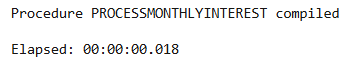 Procedure PROCESSMONTHLYINTEREST compiled
Elapsed: 00:00:00.018